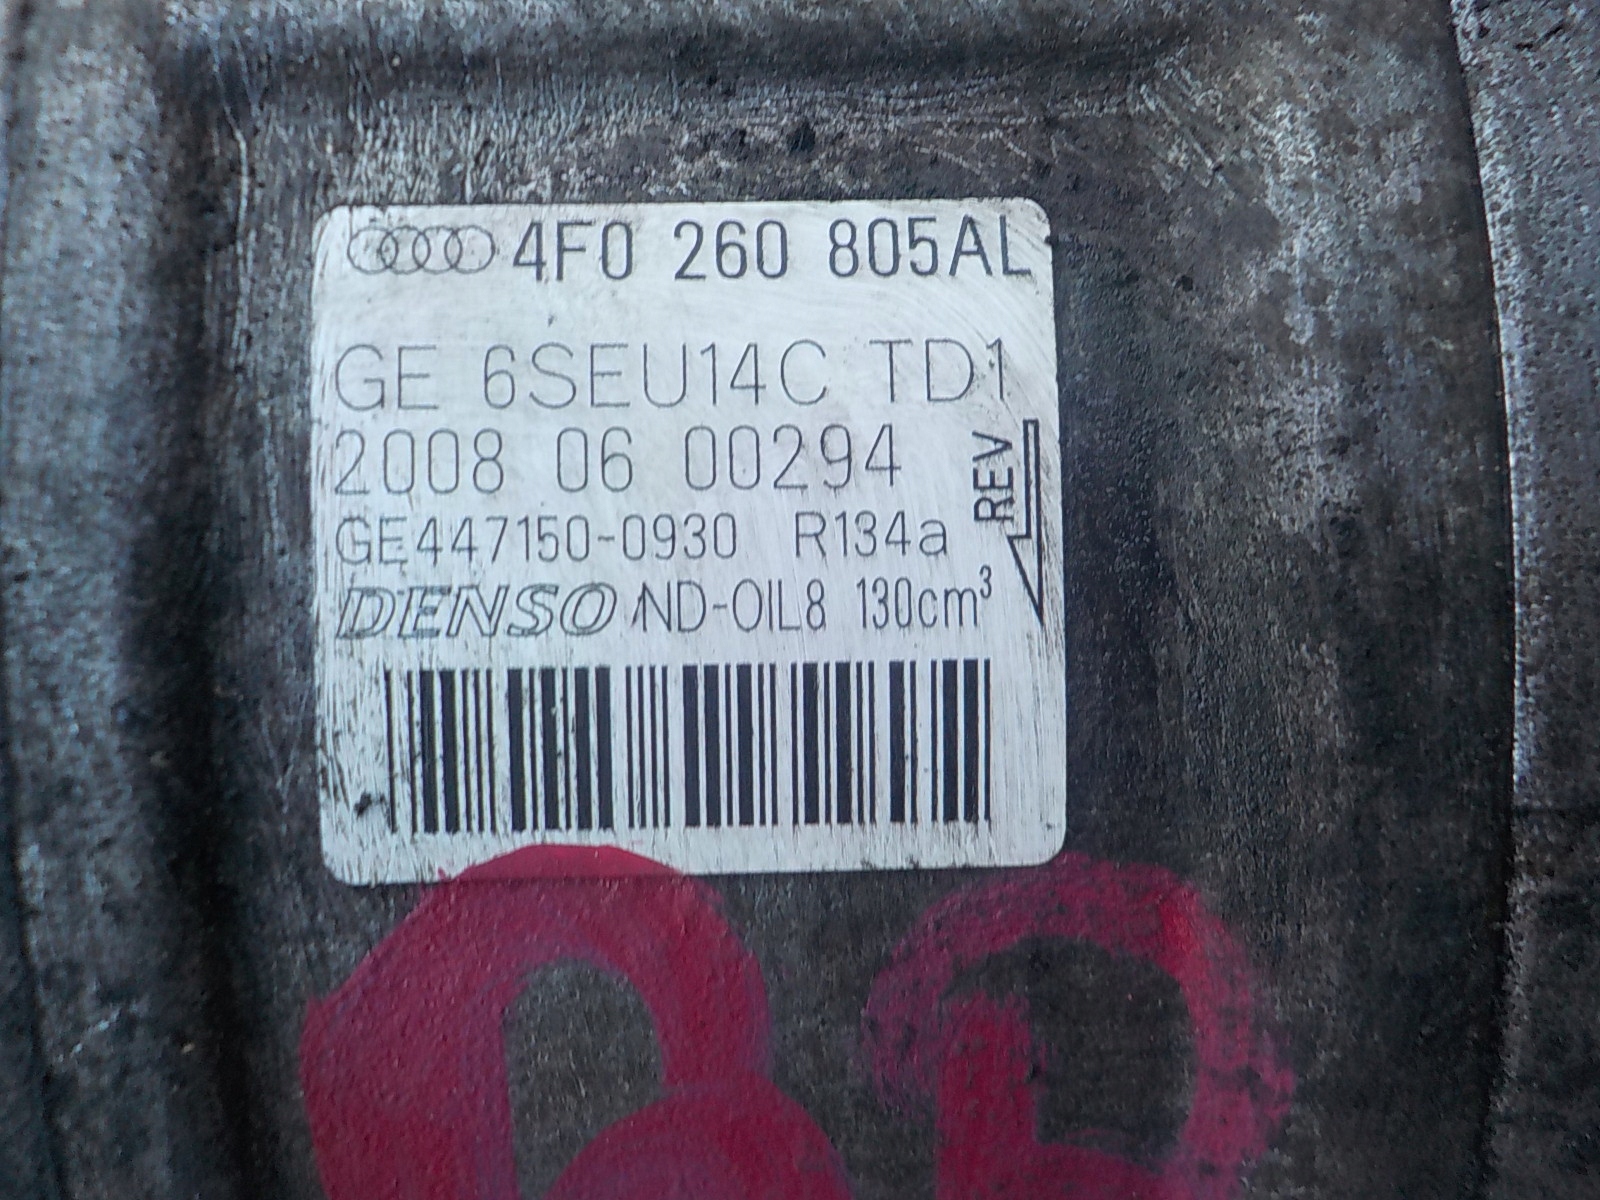 4F0 260 805AL
GE 6SEU14C TD1
2008 06 00294
GE447150-0930 R134a
DENSO ND-OIL8 130cm³
REV